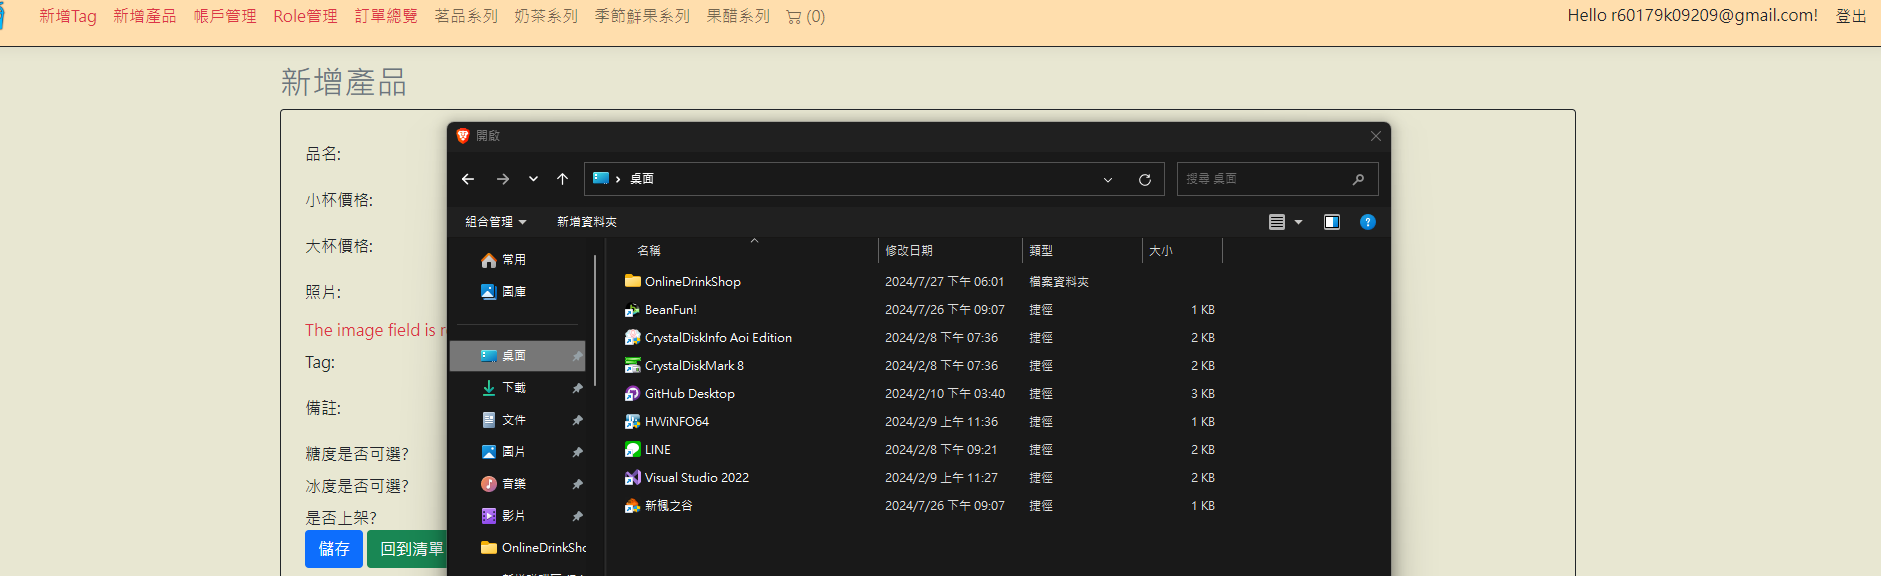 新增Tag 新增產品 帳戶管理 Role管理 訂單總覽 茗品系列 奶茶系列 季節鮮果系列 果醋系列 (0) Hello r60179k09209@gmail.com! 登出
新增產品
品名:
小杯價格:
大杯價格:
照片:
The image field is r
Tag:
備註:
糖度是否可選?
冰度是否可選?
是否上架?
儲存 回到清單
開啟
桌面 搜尋 桌面
組合管理 新增資料夾
常用
圖庫
桌面
下載
文件
圖片
音樂
影片
OnlineDrinkSho
名稱 修改日期 類型 大小
OnlineDrinkShop 2024/7/27 下午 06:01 檔案資料夾
BeanFun! 2024/7/26 下午 09:07 捷徑 1 KB
CrystalDiskInfo Aoi Edition 2024/2/8 下午 07:36 捷徑 2 KB
CrystalDiskMark 8 2024/2/8 下午 07:36 捷徑 2 KB
GitHub Desktop 2024/2/10 下午 03:40 捷徑 3 KB
HWiNFO64 2024/2/9 上午 11:36 捷徑 1 KB
LINE 2024/2/8 下午 09:21 捷徑 2 KB
Visual Studio 2022 2024/2/9 上午 11:27 捷徑 2 KB
新楓之谷 2024/7/26 下午 09:07 捷徑 1 KB